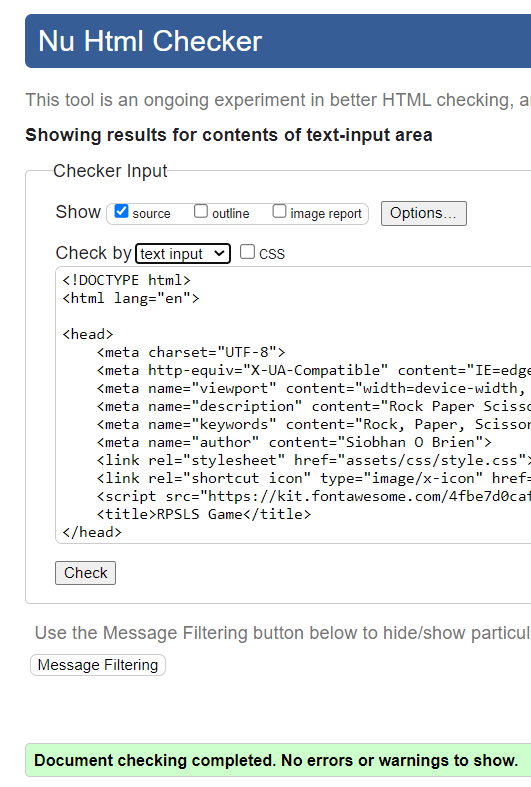 Nu Html Checker
This tool is an ongoing experiment in better HTML checking,
Showing results for contents of text-input area
Checker Input
Show source outline image report Options...
Check by text input CSS
<!DOCTYPE html>
<html lang="en">
<head>
<meta charset="UTF-8">
<meta http-equiv="X-UA-Compatible" content="IE=edge
<meta name="viewport" content="width=device-width,
<meta name="description" content="Rock Paper Scisso
<meta name="keywords" content="Rock, Paper, Scissor
<meta name="author" content="Siobhan O Brien">
<link rel="stylesheet" href="assets/css/style.css">
<link rel="shortcut icon" type="image/x-icon" href=
<script src="https://kit.fontawesome.com/4fbe7d0caf
<title>RPSLS Game</title>
</head>
Check
Use the Message Filtering button below to hide/show particul
Message Filtering
Document checking completed. No errors or warnings to show.